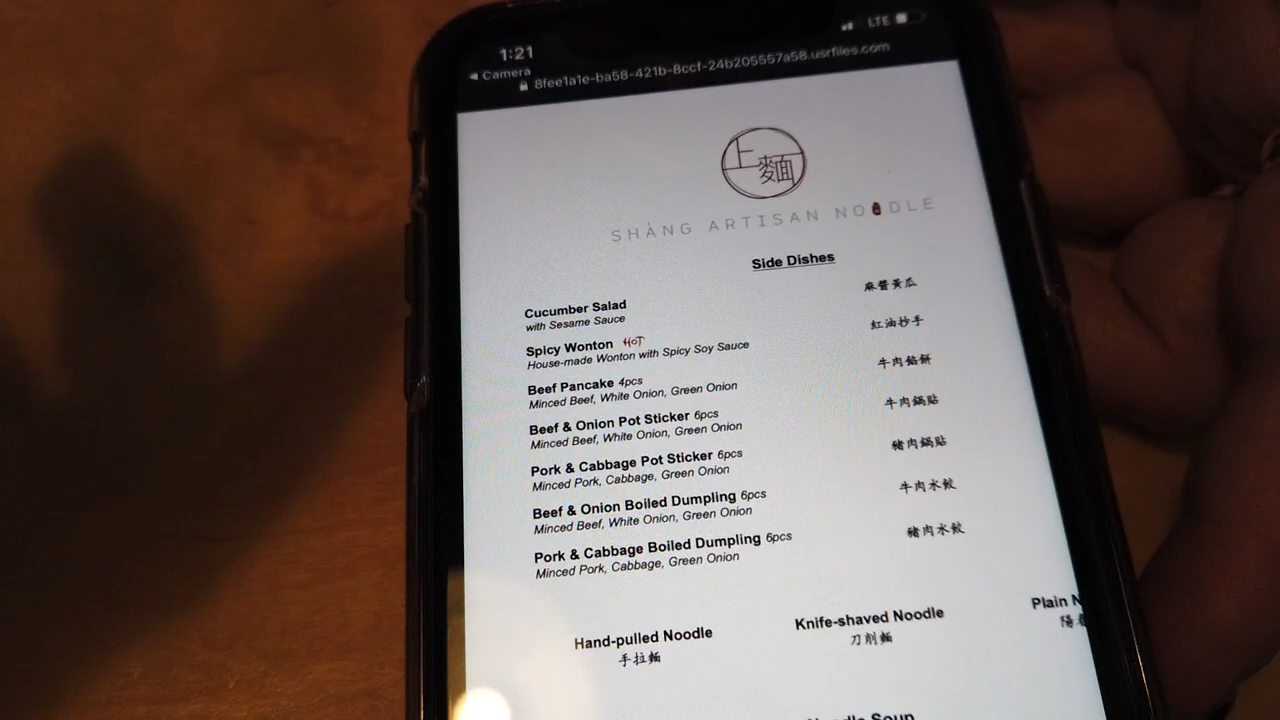 1:21
LTE
◀ Camera
8fee1a1e-ba58-421b-8ccf-24b205557a58.usrfiles.com
上麵
SHÀNG ARTISAN NOODLE
Side Dishes
Cucumber Salad 麻醬黃瓜
with Sesame Sauce
Spicy Wonton HOT 紅油抄手
House-made Wonton with Spicy Soy Sauce
Beef Pancake 4pcs 牛肉餡餅
Minced Beef, White Onion, Green Onion
Beef & Onion Pot Sticker 6pcs 牛肉鍋貼
Minced Beef, White Onion, Green Onion
Pork & Cabbage Pot Sticker 6pcs 豬肉鍋貼
Minced Pork, Cabbage, Green Onion
Beef & Onion Boiled Dumpling 6pcs 牛肉水餃
Minced Beef, White Onion, Green Onion
Pork & Cabbage Boiled Dumpling 6pcs 豬肉水餃
Minced Pork, Cabbage, Green Onion
Hand-pulled Noodle Knife-shaved Noodle Plain N
手拉麵 刀削麵 陽
Noodle Soup